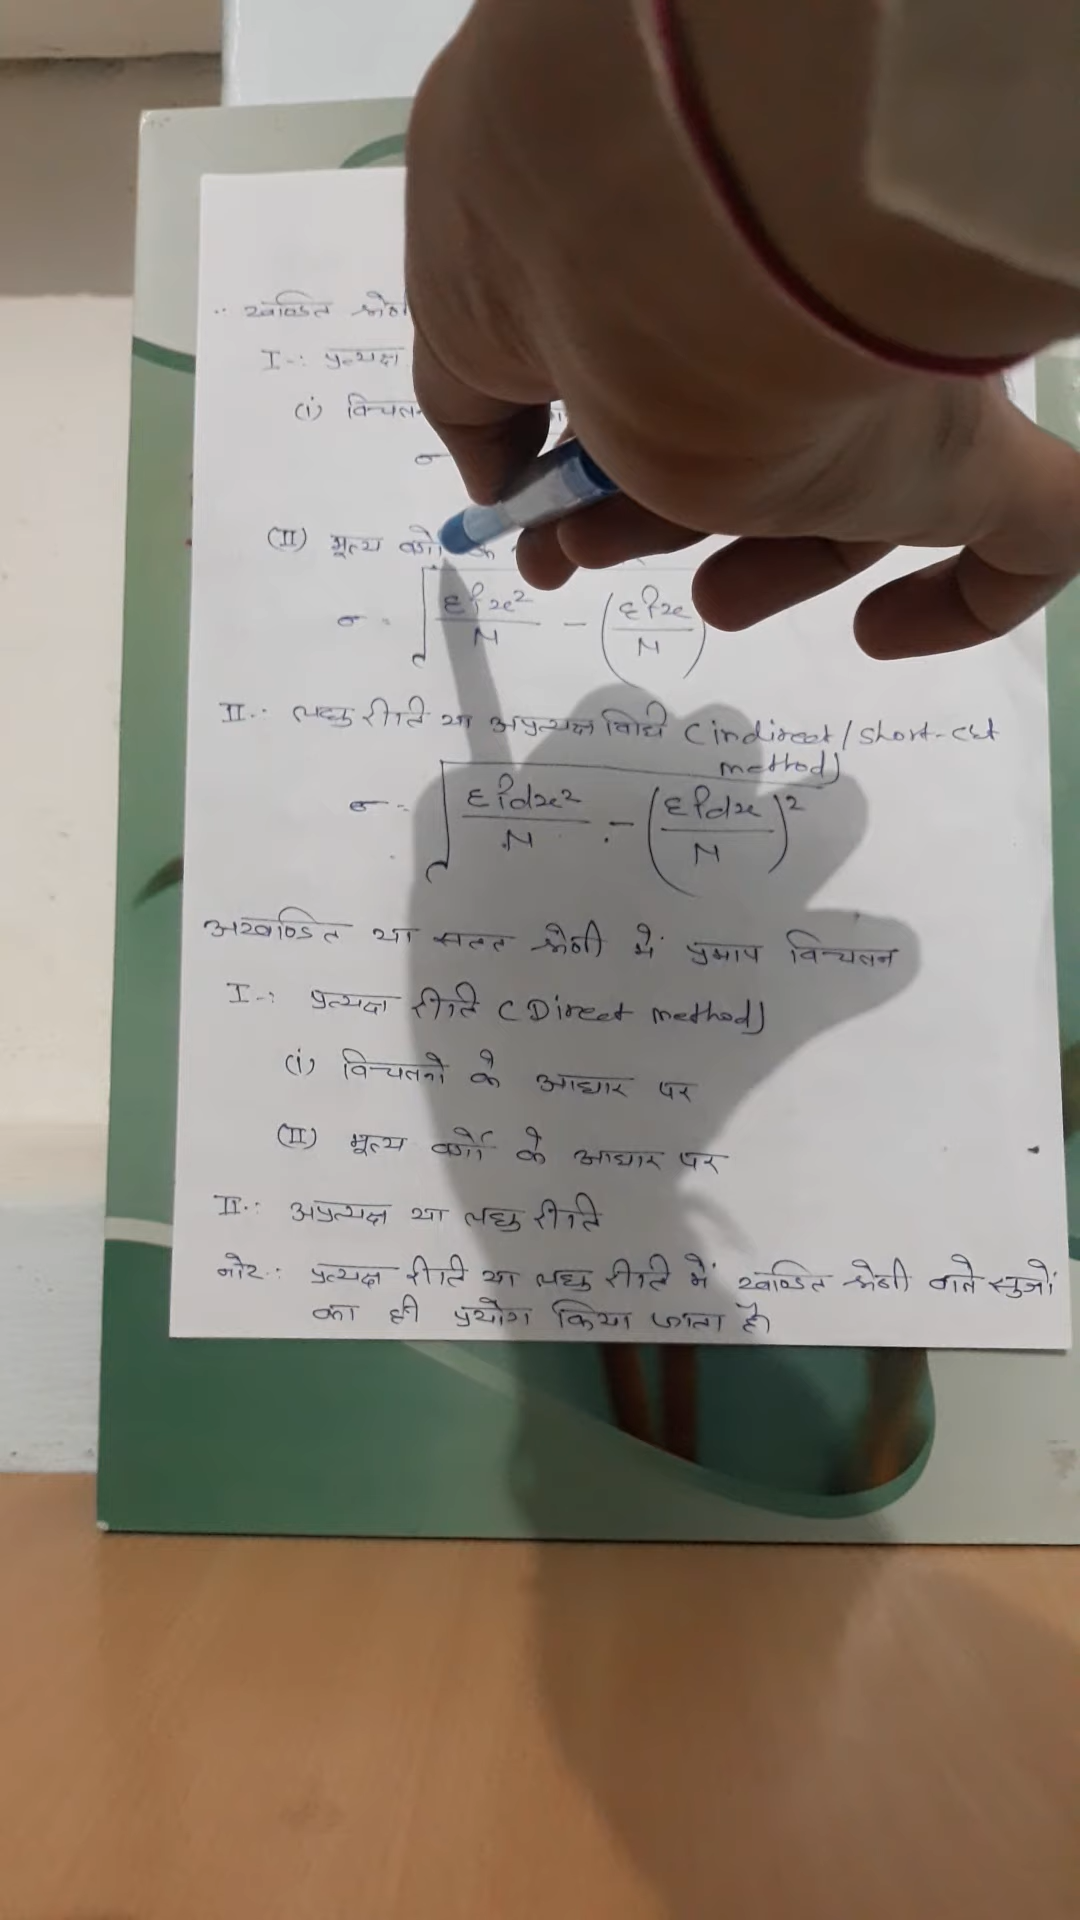 खण्डित श्रेणी
I-: प्रत्यक्ष
(i) विचलन
σ
(II) मूल्य वर्गो के
σ = √ Σfx²/N - (Σfx/N)
II.: लघु रीति या अप्रत्यक्ष विधि (indirect/short-cut
method)
σ = √ Σfdx²/N - (Σfdx/N)²
अखण्डित या सतत श्रेणी में प्रमाप विचलन
I-: प्रत्यक्ष रीति (Direct method)
(i) विचलनो के आधार पर
(II) मूल्य वर्गो के आधार पर
II.: अप्रत्यक्ष या लघु रीति
नोट: प्रत्यक्ष रीति या लघु रीति में खण्डित श्रेणी वाले सुत्रों
का ही प्रयोग किया जाता है